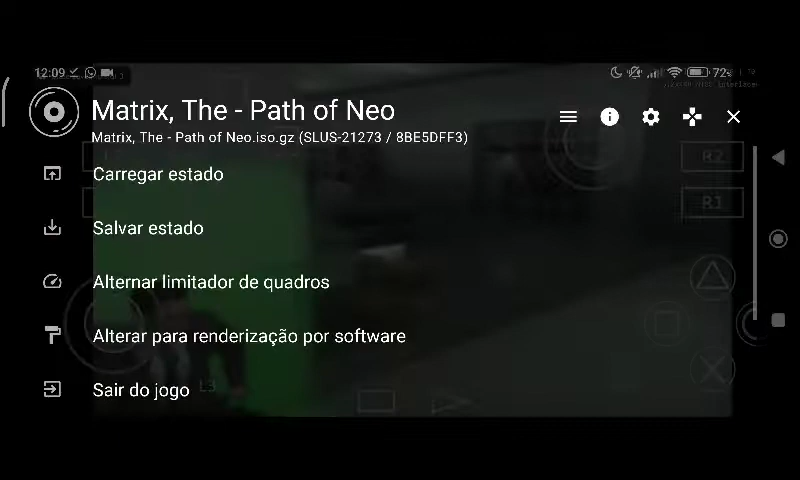 12:09
72%
Matrix, The - Path of Neo
Matrix, The - Path of Neo.iso.gz (SLUS-21273 / 8BE5DFF3)
R2
Carregar estado
R1
Salvar estado
Alternar limitador de quadros
Alterar para renderização por software
Sair do jogo
L3